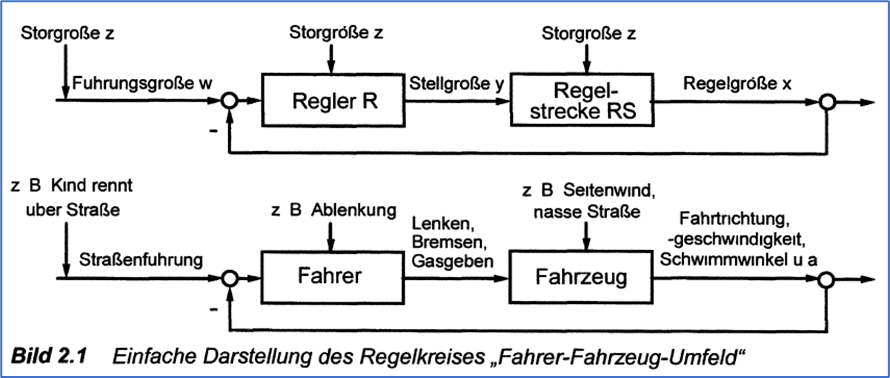 Storgroße z
Storgroße z
Storgroße z
Fuhrungsgroße w
Regler R
Stellgroße y
Regel-
strecke RS
Regelgroße x
-
z B Kind rennt
uber Straße
z B Ablenkung
z B Seitenwind,
nasse Straße
Straßenfuhrung
Fahrer
Lenken,
Bremsen,
Gasgeben
Fahrzeug
Fahrtrichtung,
-geschwindigkeit,
Schwimmwinkel u a
-
Bild 2.1 Einfache Darstellung des Regelkreises „Fahrer-Fahrzeug-Umfeld“